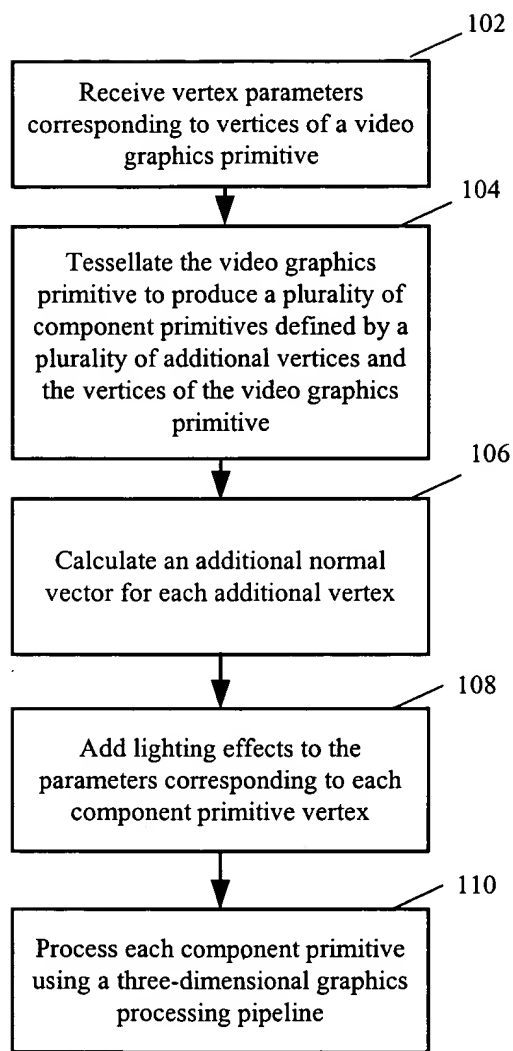 102
Receive vertex parameters
corresponding to vertices of a video
graphics primitive
104
Tessellate the video graphics
primitive to produce a plurality of
component primitives defined by a
plurality of additional vertices and
the vertices of the video graphics
primitive
106
Calculate an additional normal
vector for each additional vertex
108
Add lighting effects to the
parameters corresponding to each
component primitive vertex
110
Process each component primitive
using a three-dimensional graphics
processing pipeline